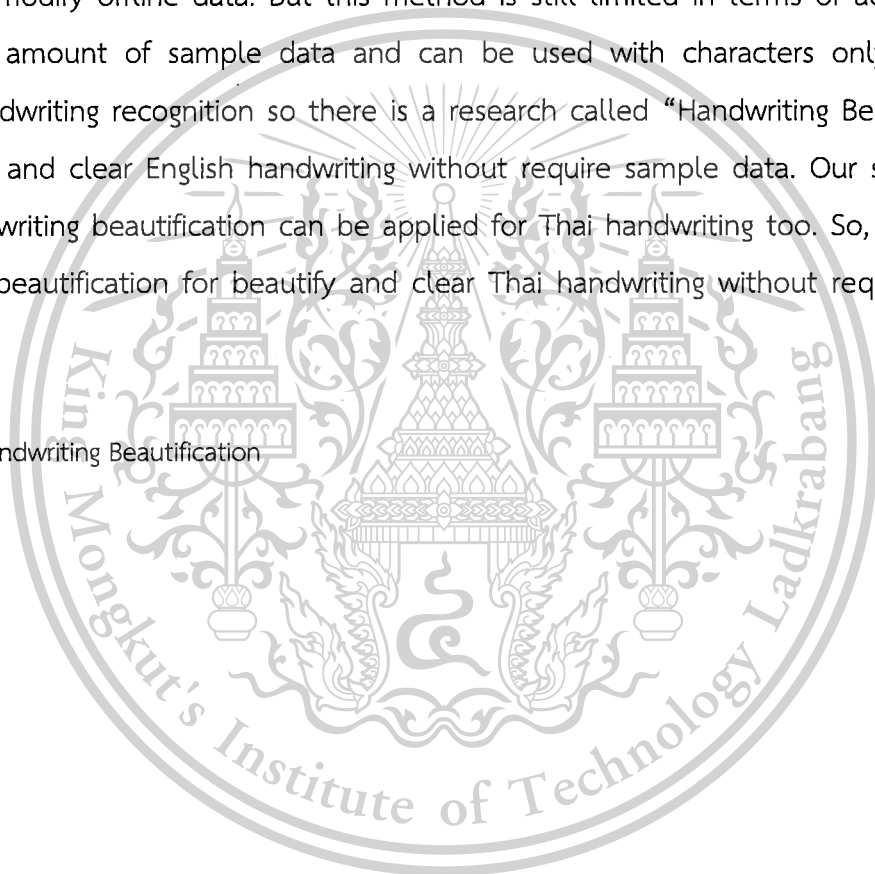 modify offline data. But this method is still limited in terms of
amount of sample data and can be used with characters only
dwriting recognition so there is a research called “Handwriting Be
and clear English handwriting without require sample data. Our s
writing beautification can be applied for Thai handwriting too. So,
beautification for beautify and clear Thai handwriting without req
ndwriting Beautification
King Mongkut's Institute of Technology Ladkrabang